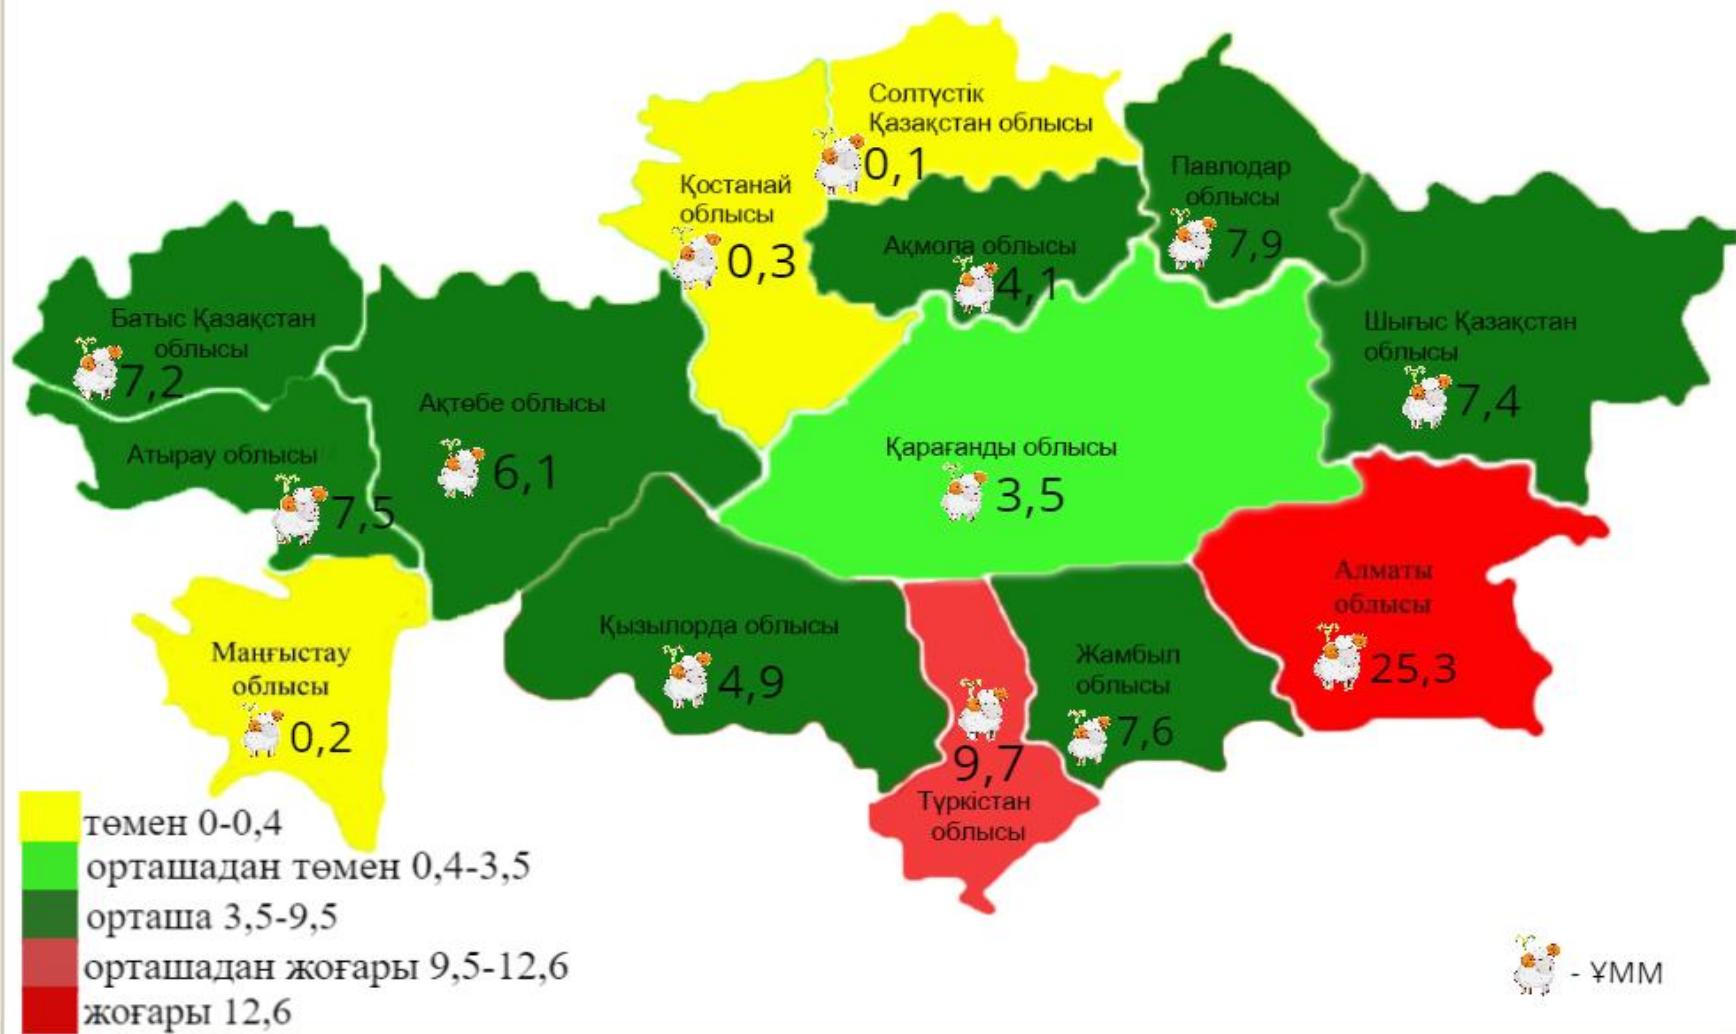 Солтүстік
Қазақстан облысы
0,1
Қостанай
облысы
0,3
Павлодар
облысы
7,9
Ақмола облысы
4,1
Батыс Қазақстан
облысы
7,2
Шығыс Қазақстан
облысы
7,4
Ақтөбе облысы
6,1
Атырау облысы
7,5
Қарағанды облысы
3,5
Алматы
облысы
25,3
Маңғыстау
облысы
0,2
Қызылорда облысы
4,9
Жамбыл
облысы
7,6
9,7
Түркістан
облысы
төмен 0-0,4
орташадан төмен 0,4-3,5
орташа 3,5-9,5
орташадан жоғары 9,5-12,6
жоғары 12,6
- ҰММ